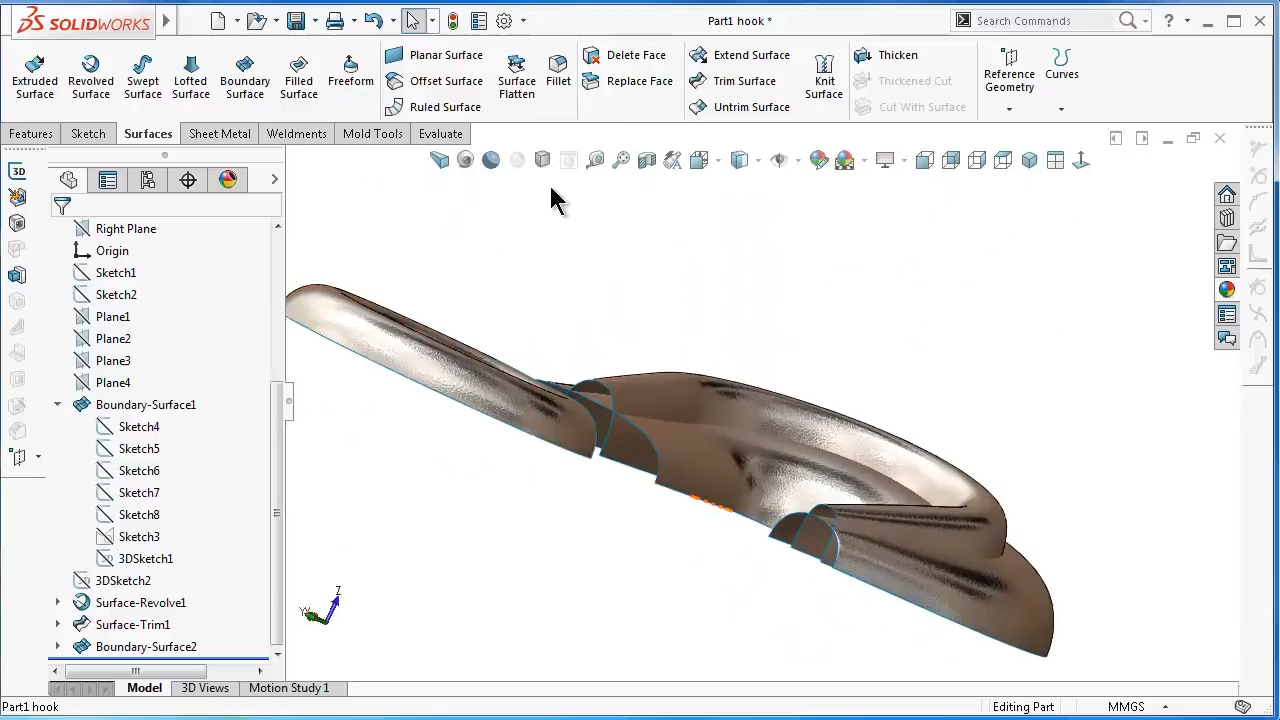 SOLIDWORKS
Part1 hook *
Search Commands
?
Extruded Surface
Revolved Surface
Swept Surface
Lofted Surface
Boundary Surface
Filled Surface
Freeform
Planar Surface
Offset Surface
Ruled Surface
Surface Flatten
Fillet
Delete Face
Replace Face
Extend Surface
Trim Surface
Untrim Surface
Knit Surface
Thicken
Thickened Cut
Cut With Surface
Reference Geometry
Curves
Features
Sketch
Surfaces
Sheet Metal
Weldments
Mold Tools
Evaluate
3D
Right Plane
Origin
Sketch1
Sketch2
Plane1
Plane2
Plane3
Plane4
Boundary-Surface1
Sketch4
Sketch5
Sketch6
Sketch7
Sketch8
Sketch3
3DSketch1
3DSketch2
Surface-Revolve1
Surface-Trim1
Boundary-Surface2
Z
Model
3D Views
Motion Study 1
Part1 hook
Editing Part
MMGS